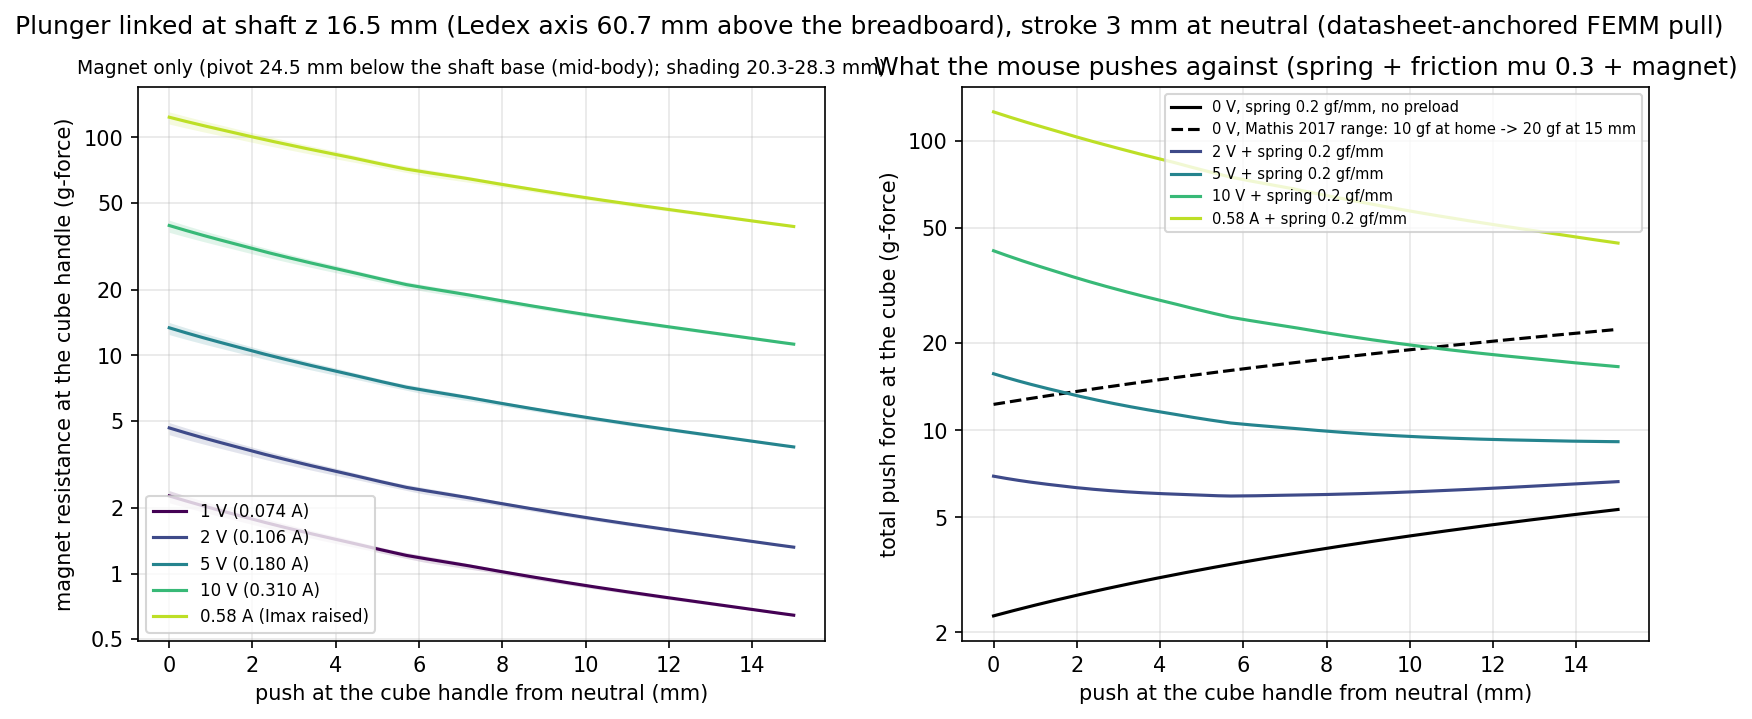 Plunger linked at shaft z 16.5 mm (Ledex axis 60.7 mm above the breadboard), stroke 3 mm at neutral (datasheet-anchored FEMM pull)
Magnet only (pivot 24.5 mm below the shaft base (mid-body); shading 20.3-28.3 mm)
magnet resistance at the cube handle (g-force)
100
50
20
10
5
2
1
0.5
1 V (0.074 A)
2 V (0.106 A)
5 V (0.180 A)
10 V (0.310 A)
0.58 A (Imax raised)
0 2 4 6 8 10 12 14
push at the cube handle from neutral (mm)
What the mouse pushes against (spring + friction mu 0.3 + magnet)
total push force at the cube (g-force)
100
50
20
10
5
2
0 V, spring 0.2 gf/mm, no preload
0 V, Mathis 2017 range: 10 gf at home -> 20 gf at 15 mm
2 V + spring 0.2 gf/mm
5 V + spring 0.2 gf/mm
10 V + spring 0.2 gf/mm
0.58 A + spring 0.2 gf/mm
0 2 4 6 8 10 12 14
push at the cube handle from neutral (mm)